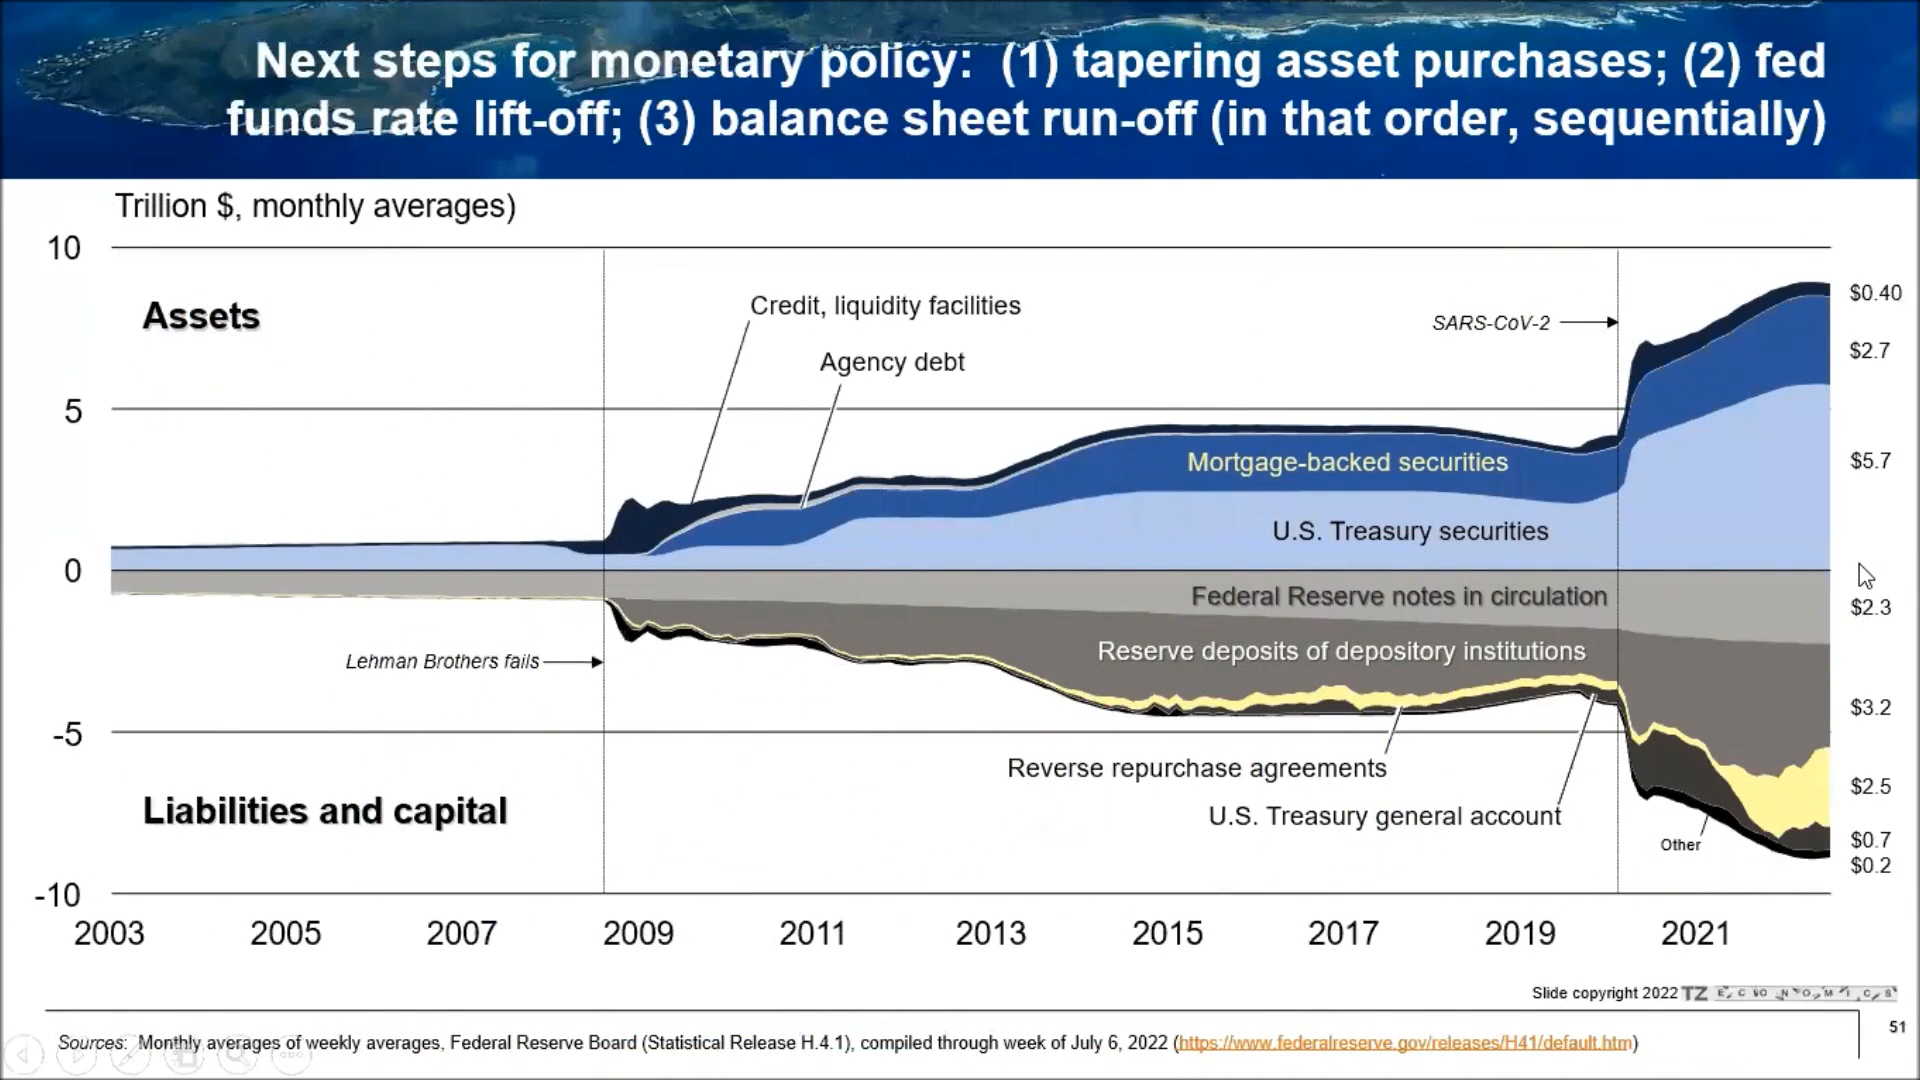 Next steps for monetary policy: (1) tapering asset purchases; (2) fed
funds rate lift-off; (3) balance sheet run-off (in that order, sequentially)
Trillion $, monthly averages)
10
5
0
-5
-10
Assets
Credit, liquidity facilities
Agency debt
SARS-CoV-2
Mortgage-backed securities
U.S. Treasury securities
Federal Reserve notes in circulation
Reserve deposits of depository institutions
Lehman Brothers fails
Reverse repurchase agreements
U.S. Treasury general account
Liabilities and capital
Other
$0.40
$2.7
$5.7
$2.3
$3.2
$2.5
$0.7
$0.2
2003 2005 2007 2009 2011 2013 2015 2017 2019 2021
Slide copyright 2022 TZ ECONOMICS
51
Sources: Monthly averages of weekly averages, Federal Reserve Board (Statistical Release H.4.1), compiled through week of July 6, 2022 (https://www.federalreserve.gov/releases/H41/default.htm)